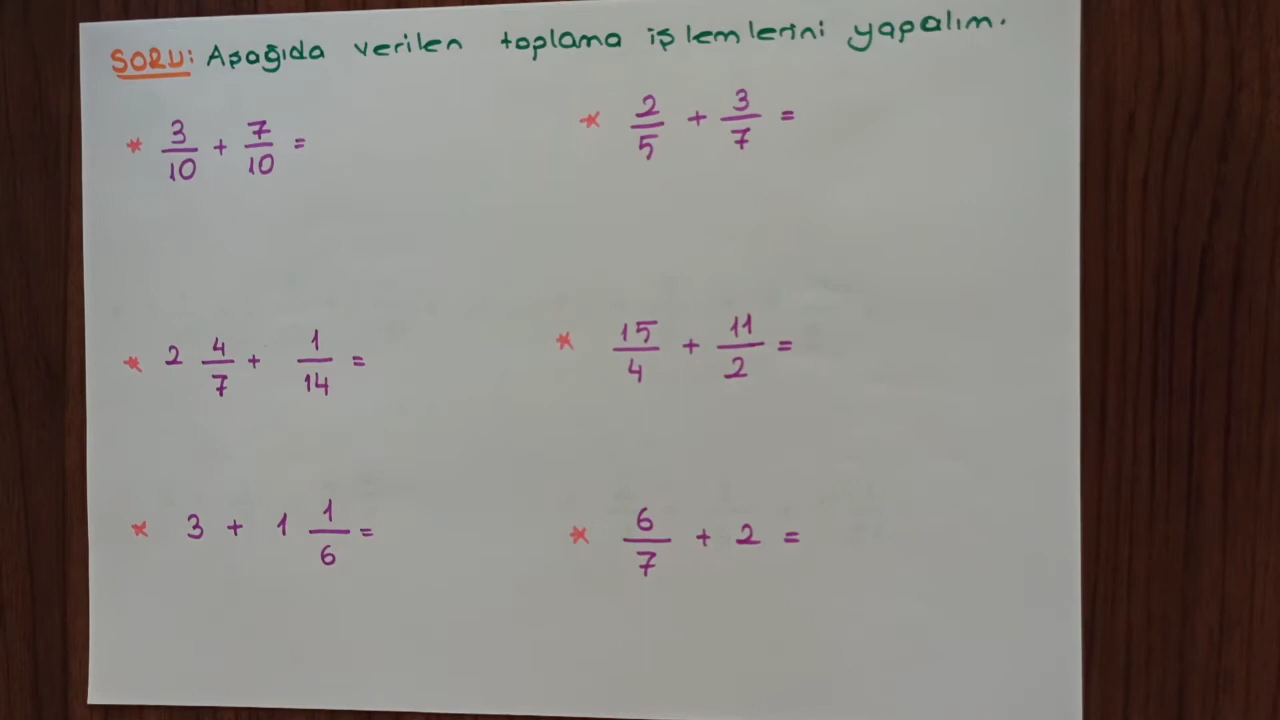 SORU: Aşağıda verilen toplama işlemlerini yapalım.
* 3/10 + 7/10 =
* 2/5 + 3/7 =
* 2 4/7 + 1/14 =
* 15/4 + 11/2 =
* 3 + 1 1/6 =
* 6/7 + 2 =